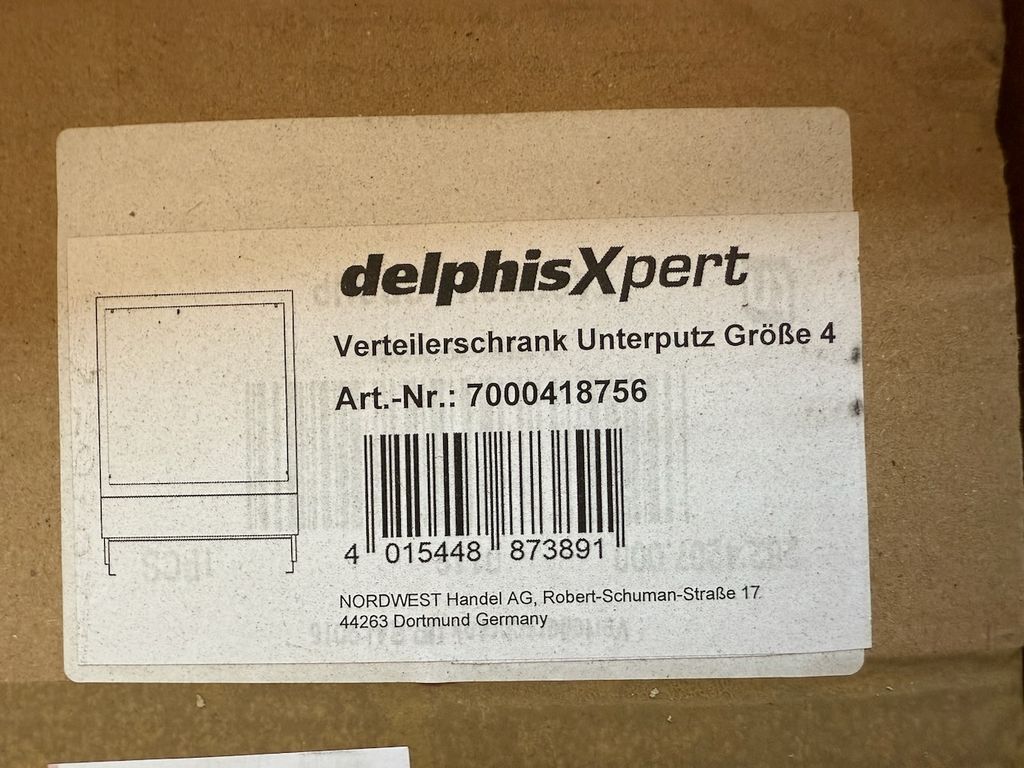 delphisXpert
Verteilerschrank Unterputz Größe 4
Art.-Nr.: 7000418756
4 015448 873891
NORDWEST Handel AG, Robert-Schuman-Straße 17
44263 Dortmund Germany